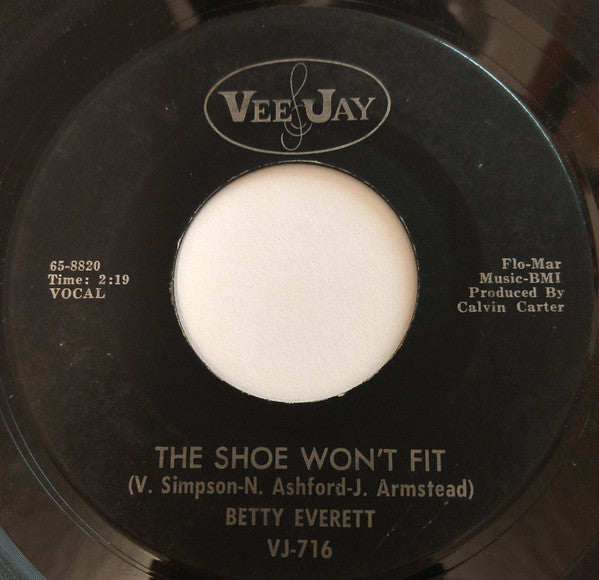 VEE JAY
65-8820
Time: 2:19
VOCAL
Flo-Mar
Music-BMI
Produced By
Calvin Carter
THE SHOE WON'T FIT
(V. Simpson-N. Ashford-J. Armstead)
BETTY EVERETT
VJ-716